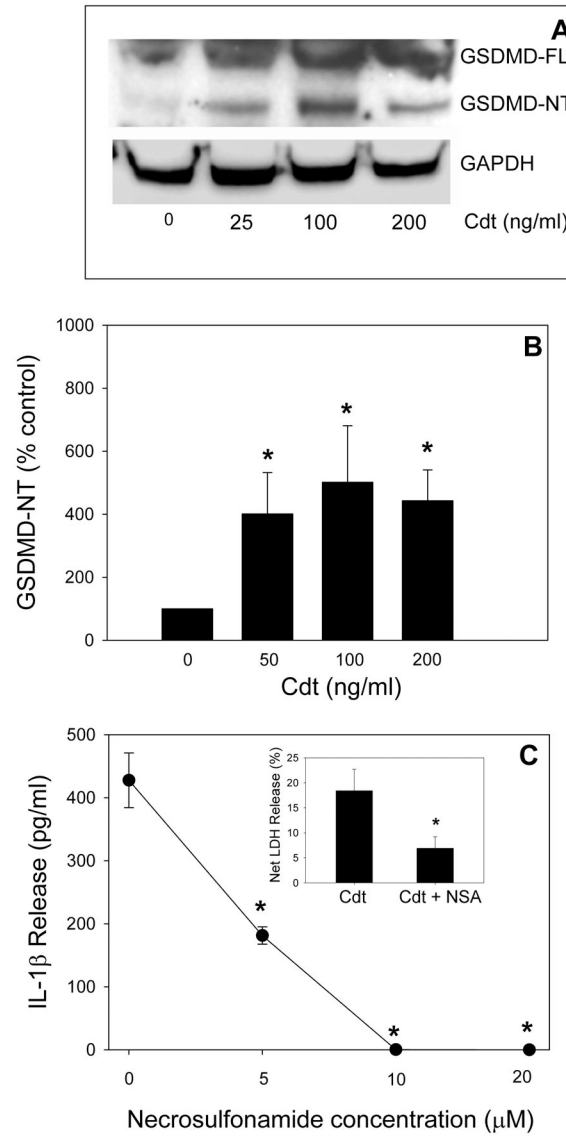 A
GSDMD-FL
GSDMD-NT
GAPDH
0 25 100 200 Cdt (ng/ml)
B
1000
800
600
400
200
0
GSDMD-NT (% control)
* * *
0 50 100 200
Cdt (ng/ml)
C
500
400
300
200
100
0
IL-1β Release (pg/ml)
25
20
15
10
5
0
Net LDH Release (%)
*
Cdt Cdt + NSA
* * *
0 5 10 20
Necrosulfonamide concentration (μM)